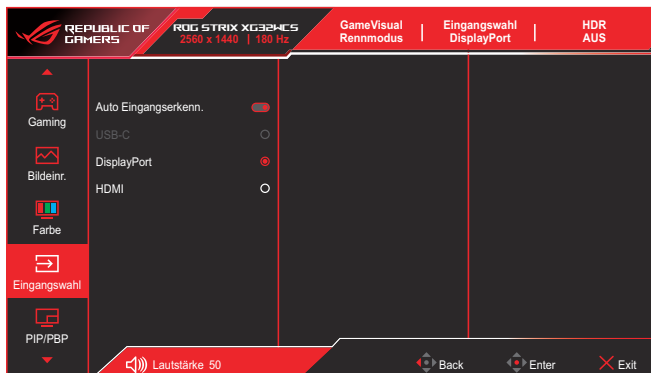 REPUBLIC OF
GAMERS
ROG STRIX XG32WCS
2560 x 1440 | 180 Hz
GameVisual
Rennmodus
Eingangswahl
DisplayPort
HDR
AUS
Gaming
Bildeinr.
Farbe
Eingangswahl
PIP/PBP
Auto Eingangserkenn.
USB-C
DisplayPort
HDMI
Lautstärke 50
Back
Enter
Exit